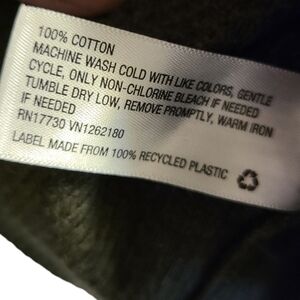 100% COTTON
MACHINE WASH COLD WITH LIKE COLORS, GENTLE
CYCLE, ONLY NON-CHLORINE BLEACH IF NEEDED
TUMBLE DRY LOW, REMOVE PROMPTLY, WARM IRON
IF NEEDED
RN17730 VN1262180
LABEL MADE FROM 100% RECYCLED PLASTIC